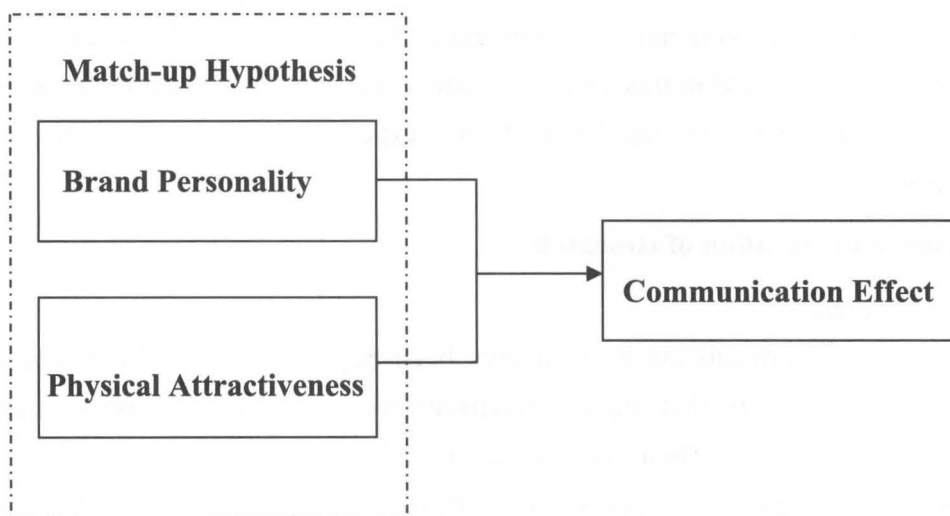 Match-up Hypothesis
Brand Personality
Communication Effect
Physical Attractiveness